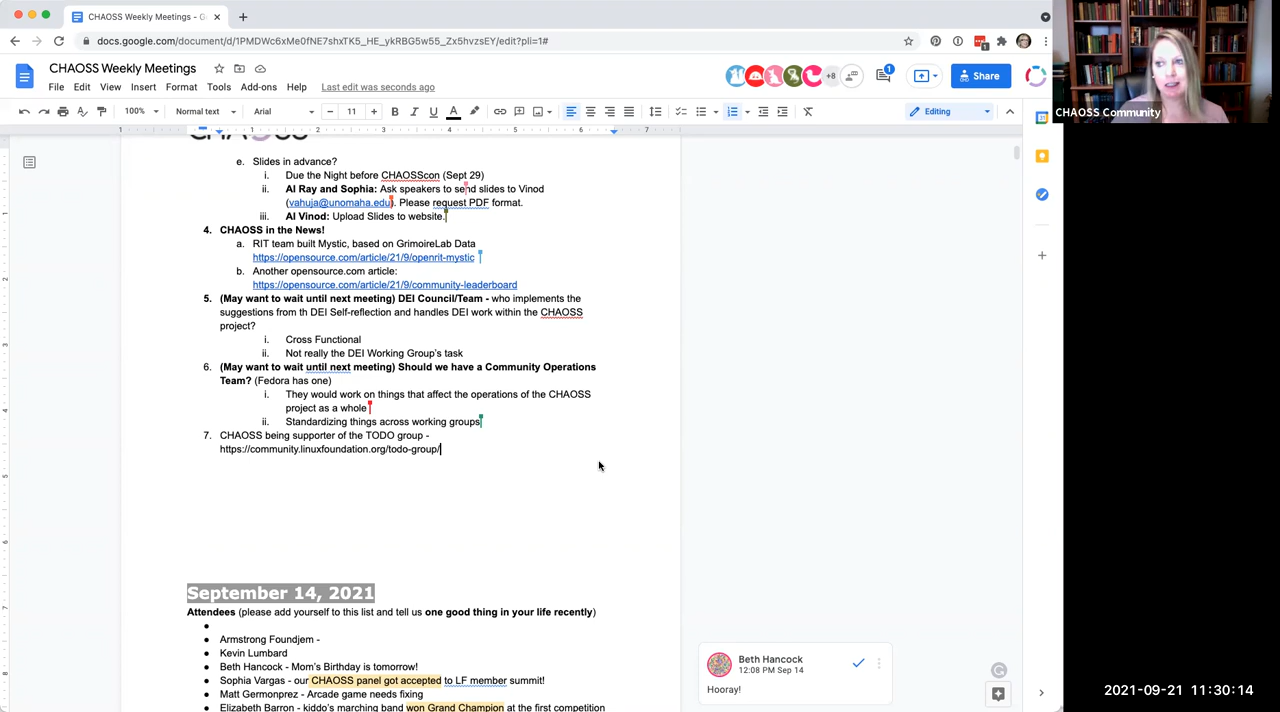 CHAOSS Weekly Meetings - G
docs.google.com/document/d/1PMDWc6xMe0fNE7shxTK5_HE_ykRBG5w55_Zx5hvzsEY/edit?pli=1#
CHAOSS Weekly Meetings
File Edit View Insert Format Tools Add-ons Help Last edit was seconds ago
+8
1
Share
100% Normal text Arial 11 Editing
CHAOSS Community
1 1 2 3 4 5 6 7
CHAOSS
e. Slides in advance?
i. Due the Night before CHAOSScon (Sept 29)
ii. AI Ray and Sophia: Ask speakers to send slides to Vinod
(vahuja@unomaha.edu). Please request PDF format.
iii. AI Vinod: Upload Slides to website.
4. CHAOSS in the News!
a. RIT team built Mystic, based on GrimoireLab Data
https://opensource.com/article/21/9/openrit-mystic
b. Another opensource.com article:
https://opensource.com/article/21/9/community-leaderboard
5. (May want to wait until next meeting) DEI Council/Team - who implements the
suggestions from th DEI Self-reflection and handles DEI work within the CHAOSS
project?
i. Cross Functional
ii. Not really the DEI Working Group's task
6. (May want to wait until next meeting) Should we have a Community Operations
Team? (Fedora has one)
i. They would work on things that affect the operations of the CHAOSS
project as a whole
ii. Standardizing things across working groups
7. CHAOSS being supporter of the TODO group -
https://community.linuxfoundation.org/todo-group/
September 14, 2021
Attendees (please add yourself to this list and tell us one good thing in your life recently)
●
● Armstrong Foundjem -
● Kevin Lumbard
● Beth Hancock - Mom's Birthday is tomorrow!
● Sophia Vargas - our CHAOSS panel got accepted to LF member summit!
● Matt Germonprez - Arcade game needs fixing
● Elizabeth Barron - kiddo's marching band won Grand Champion at the first competition
Beth Hancock
12:08 PM Sep 14
Hooray!
2021-09-21 11:30:14